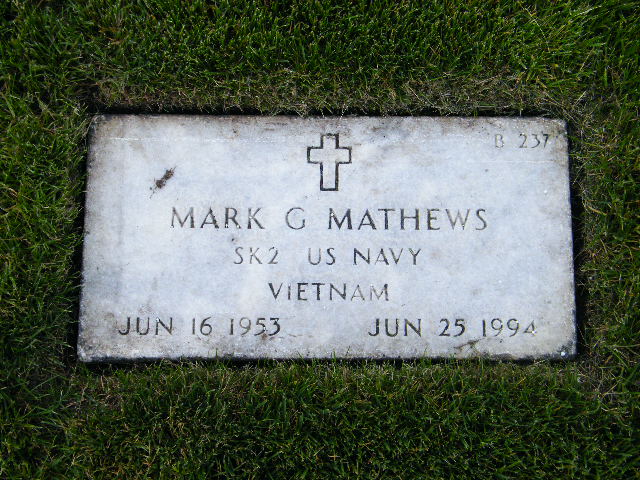 B 237
MARK G MATHEWS
SK2 US NAVY
VIETNAM
JUN 16 1953 JUN 25 1994